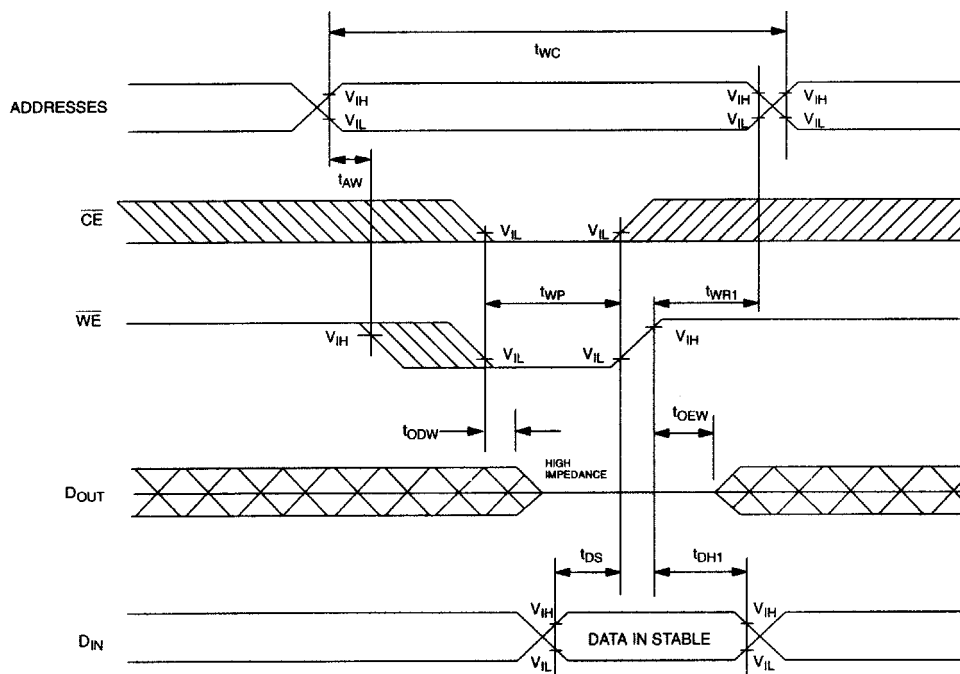 tWC
ADDRESSES
VIH
VIL
VIH
VIL
VIH
VIL
tAW
CE
VIL
VIL
tWP
tWR1
WE
VIH
VIL
VIL
VIH
tODW
tOEW
HIGH
IMPEDANCE
DOUT
tDS
tDH1
VIH
VIH
DIN
DATA IN STABLE
VIL
VIL